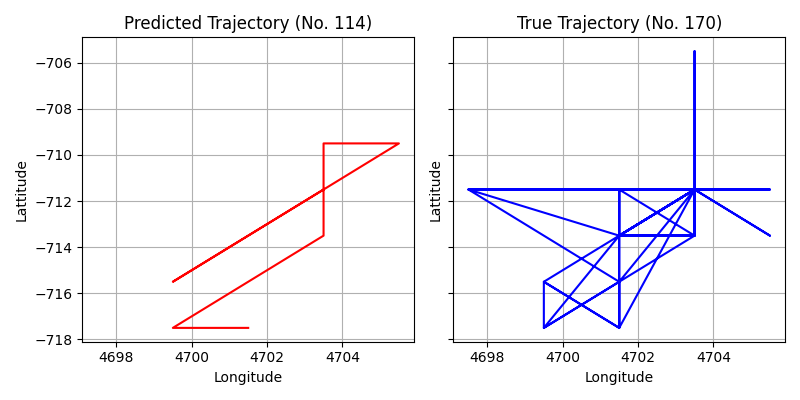 Predicted Trajectory (No. 114)
True Trajectory (No. 170)
−706
−708
−710
−712
−714
−716
−718
Lattitude
Lattitude
4698 4700 4702 4704
4698 4700 4702 4704
Longitude
Longitude